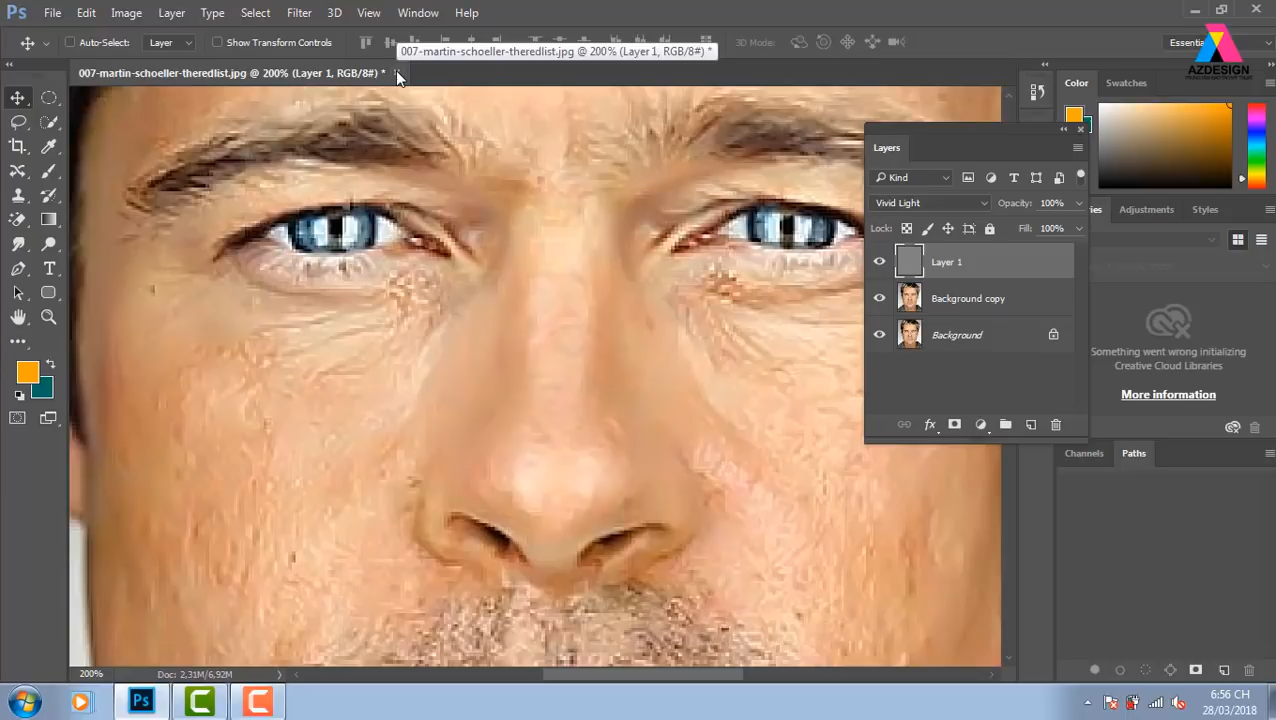 Ps File Edit Image Layer Type Select Filter 3D View Window Help
Auto-Select: Layer Show Transform Controls 3D Mode: Essenti
007-martin-schoeller-theredlist.jpg @ 200% (Layer 1, RGB/8#) *
007-martin-schoeller-theredlist.jpg @ 200% (Layer 1, RGB/8#) *
AZDESIGN
Color Swatches
Layers
Kind
Vivid Light Opacity: 100%
Lock: Fill: 100%
Layer 1
Background copy
Background
fx
ries Adjustments Styles
Something went wrong initializing
Creative Cloud Libraries
More information
Channels Paths
200% Doc: 2,31M/6,92M
Ps
6:56 CH
28/03/2018